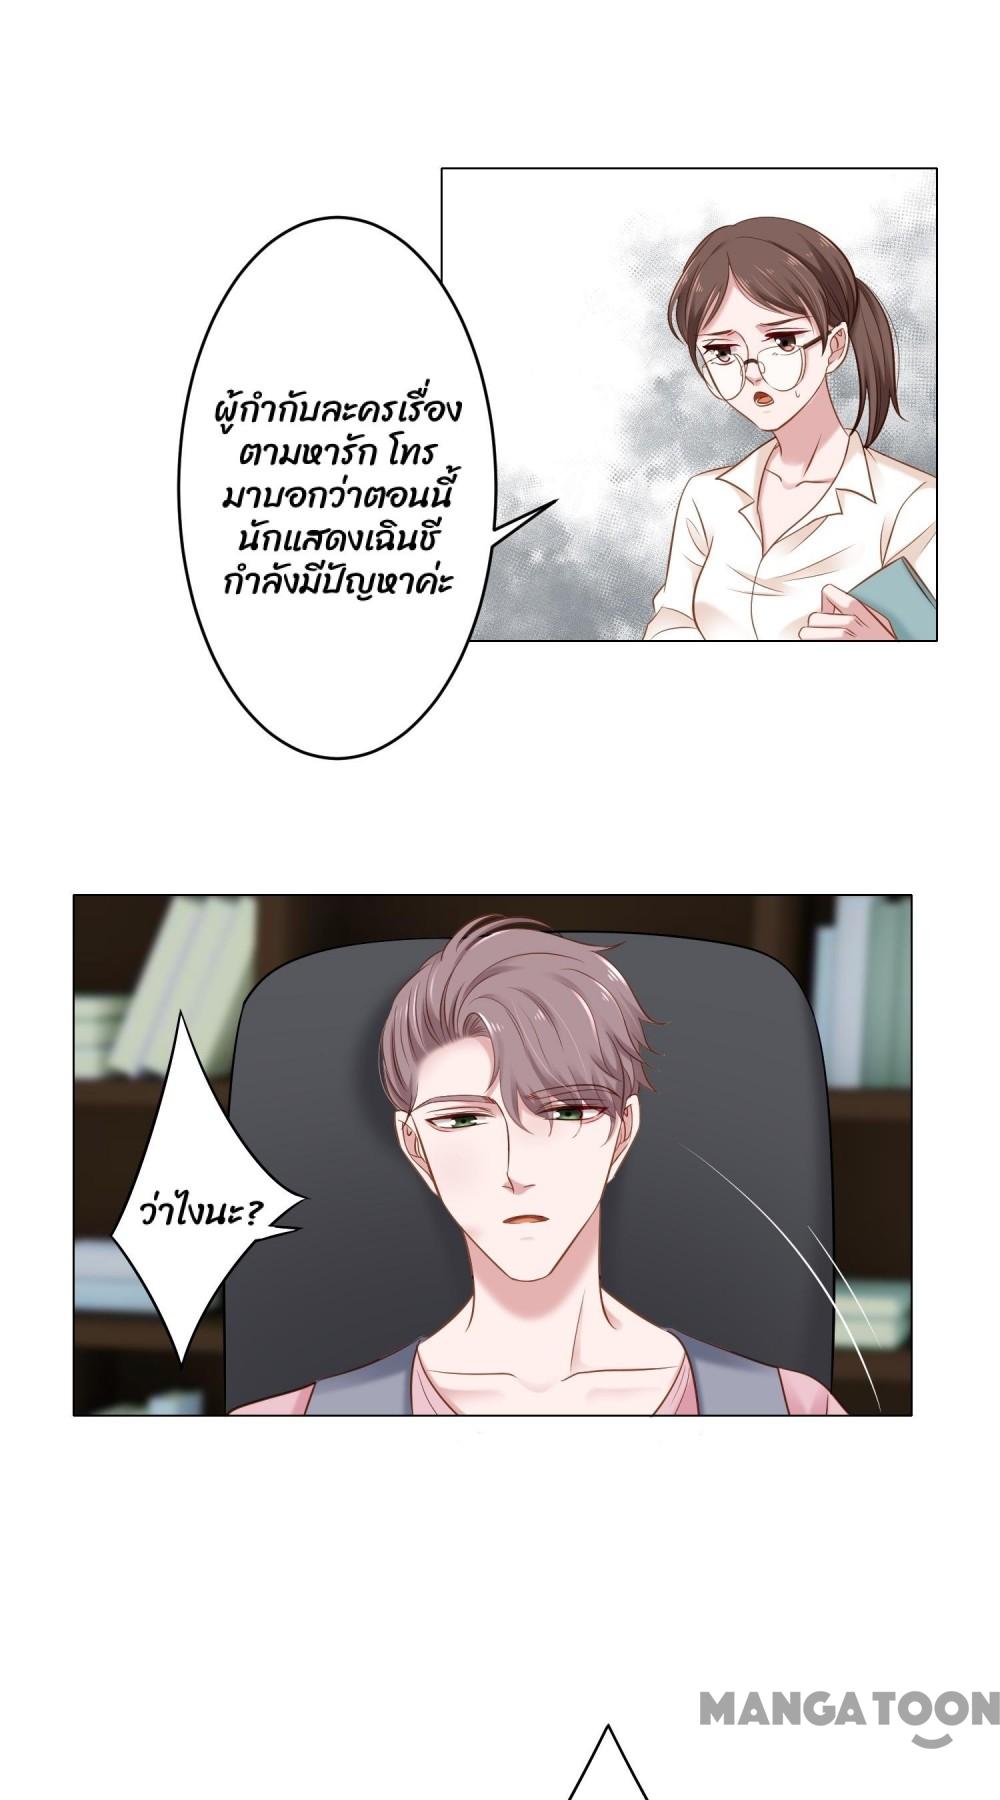 ผู้กำกับละครเรื่อง
ตามหารัก โทร
มาบอกว่าตอนนี้
นักแสดงเฉินซี
กำลังมีปัญหาค่ะ
ว่าไงนะ?
MANGATOON